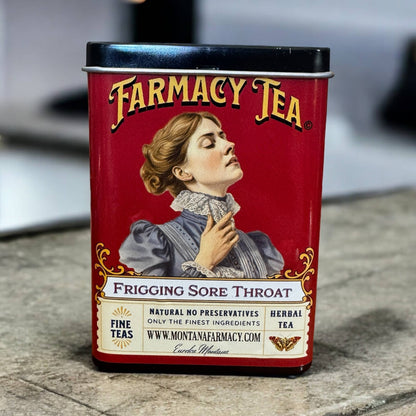 FARMACY TEA ©
FRIGGING SORE THROAT
FINE
TEAS
NATURAL NO PRESERVATIVES
ONLY THE FINEST INGREDIENTS
WWW.MONTANAFARMACY.COM
Eureka Montana
HERBAL
TEA